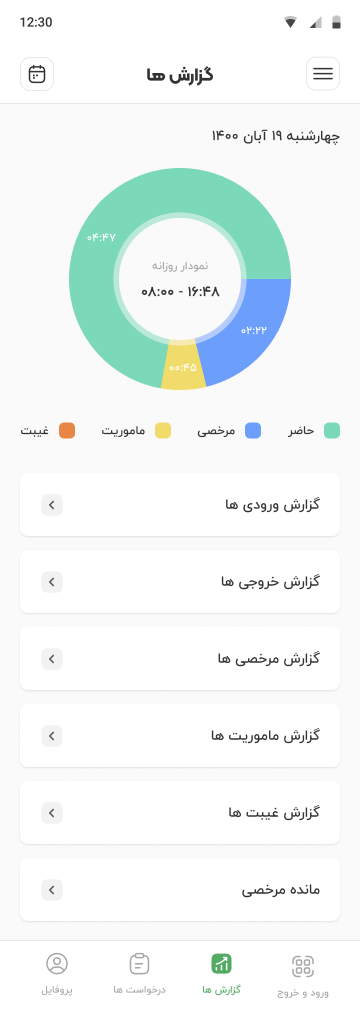 12:30
گزارش ها
چهارشنبه ۱۹ آبان ۱۴۰۰
۰۴:۴۷
نمودار روزانه
۰۸:۰۰ - ۱۶:۴۸
۰۲:۲۲
۰۰:۴۵
حاضر مرخصی ماموریت غیبت
گزارش ورودی ها
گزارش خروجی ها
گزارش مرخصی ها
گزارش ماموریت ها
گزارش غیبت ها
مانده مرخصی
ورود و خروج گزارش ها درخواست ها پروفایل